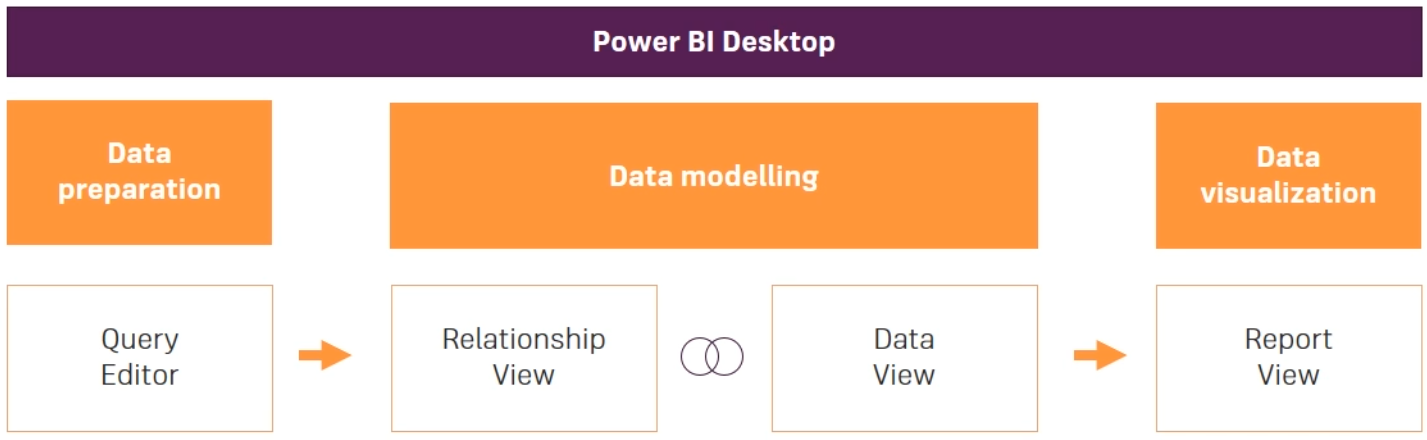 Power BI Desktop
Data
preparation
Data modelling
Data
visualization
Query
Editor
Relationship
View
Data
View
Report
View